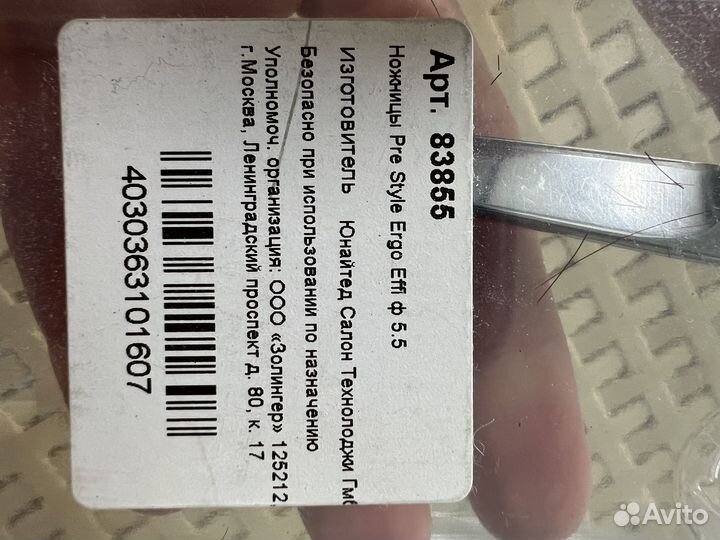 Арт. 83855
Ножницы Pre Style Ergo Effi ф 5.5
Изготовитель Юнайтед Салон Технолоджи Гмб
Безопасно при использовании по назначению
Уполномоч. организация: ООО «Золингер» 125212,
г.Москва, Ленинградский проспект д. 80, к. 17
4030363101607
Avito